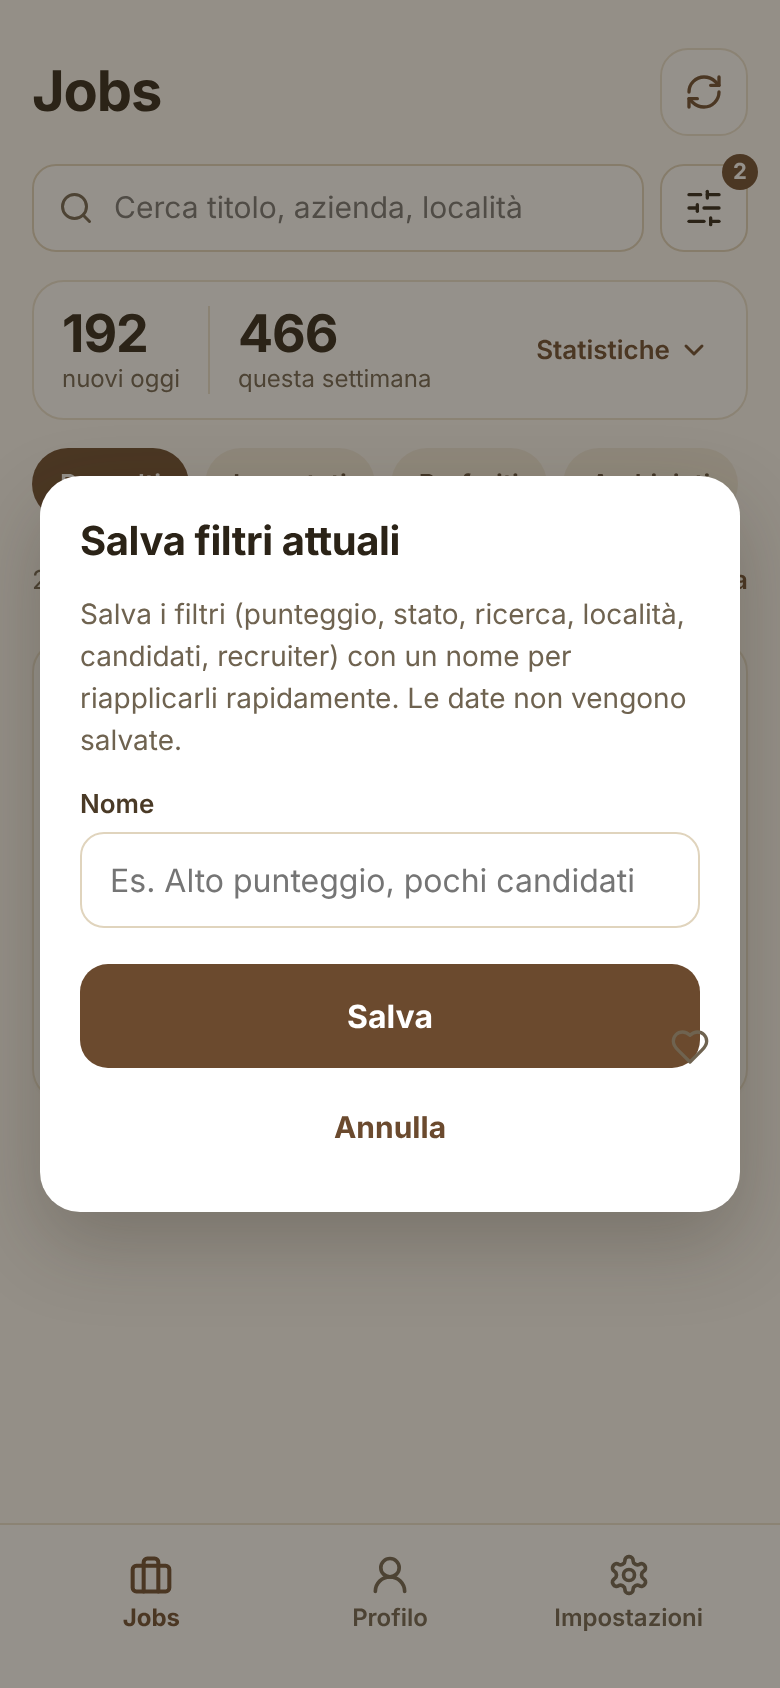 Jobs
2
Cerca titolo, azienda, località
192
nuovi oggi
466
questa settimana
Statistiche
Salva filtri attuali
Salva i filtri (punteggio, stato, ricerca, località,
candidati, recruiter) con un nome per
riapplicarli rapidamente. Le date non vengono
salvate.
Nome
Es. Alto punteggio, pochi candidati
Salva
Annulla
Jobs
Profilo
Impostazioni